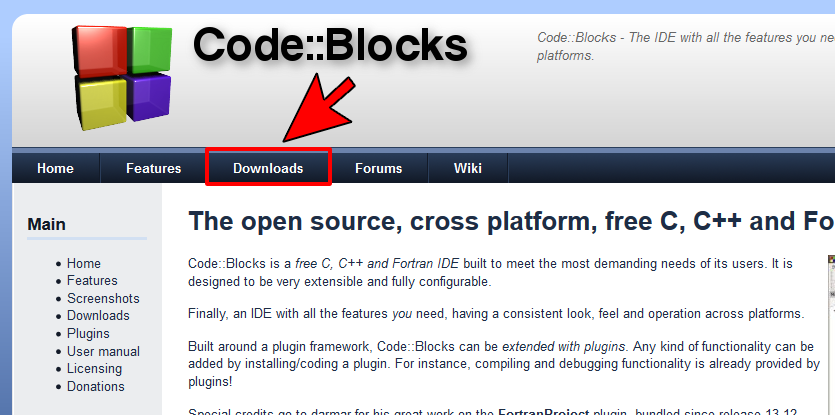 Code::Blocks
Code::Blocks - The IDE with all the features you
platforms.
Home Features Downloads Forums Wiki
Main
Home
Features
Screenshots
Downloads
Plugins
User manual
Licensing
Donations
The open source, cross platform, free C, C++ and
Code::Blocks is a free C, C++ and Fortran IDE built to meet the most demanding needs of its users. It is
designed to be very extensible and fully configurable.
Finally, an IDE with all the features you need, having a consistent look, feel and operation across platforms.
Built around a plugin framework, Code::Blocks can be extended with plugins. Any kind of functionality can be
added by installing/coding a plugin. For instance, compiling and debugging functionality is already provided by
plugins!
Special credits go to darmar for his great work on the FortranProject plugin, bundled since release 13.12.